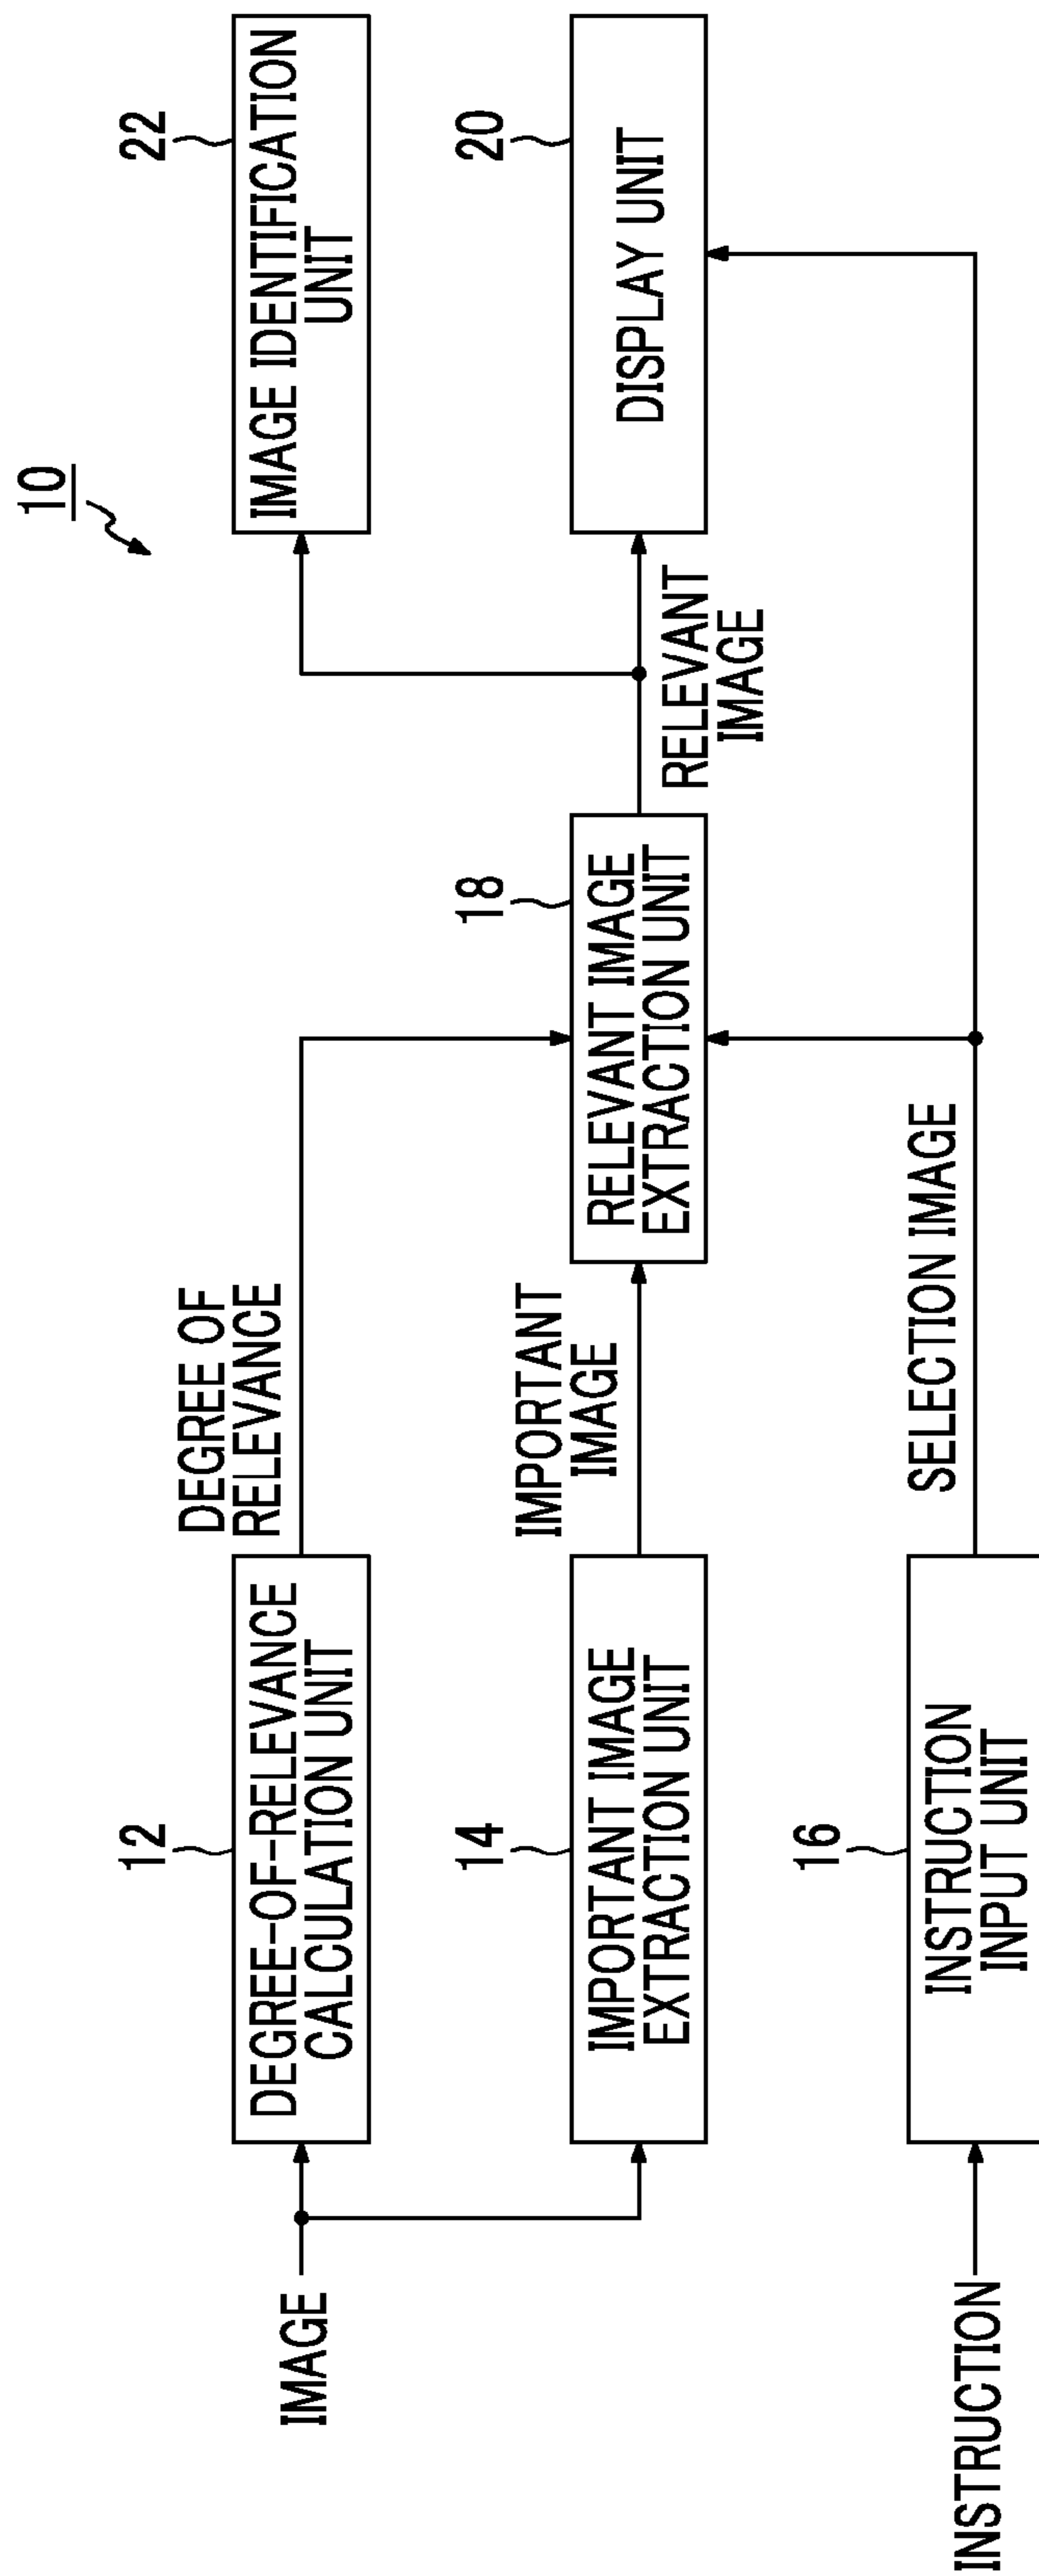 10
12
DEGREE-OF-RELEVANCE
CALCULATION UNIT
DEGREE OF
RELEVANCE
22
IMAGE IDENTIFICATION
UNIT
IMAGE
14
IMPORTANT IMAGE
EXTRACTION UNIT
IMPORTANT
IMAGE
18
RELEVANT IMAGE
EXTRACTION UNIT
RELEVANT
IMAGE
20
DISPLAY UNIT
16
INSTRUCTION
INPUT UNIT
SELECTION IMAGE
INSTRUCTION